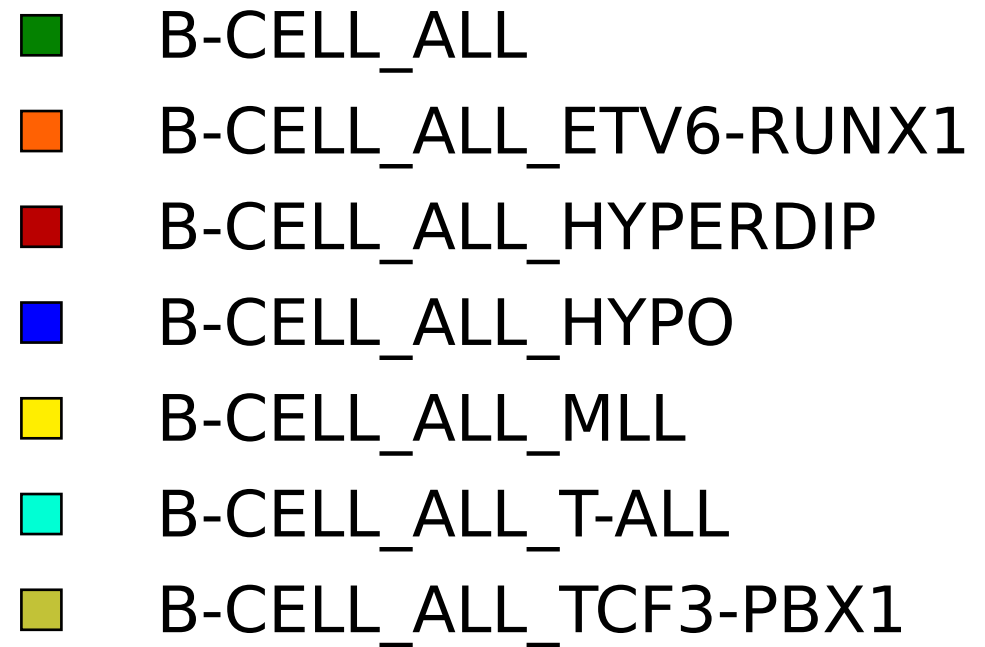 B-CELL_ALL
B-CELL_ALL_ETV6-RUNX1
B-CELL_ALL_HYPERDIP
B-CELL_ALL_HYPO
B-CELL_ALL_MLL
B-CELL_ALL_T-ALL
B-CELL_ALL_TCF3-PBX1